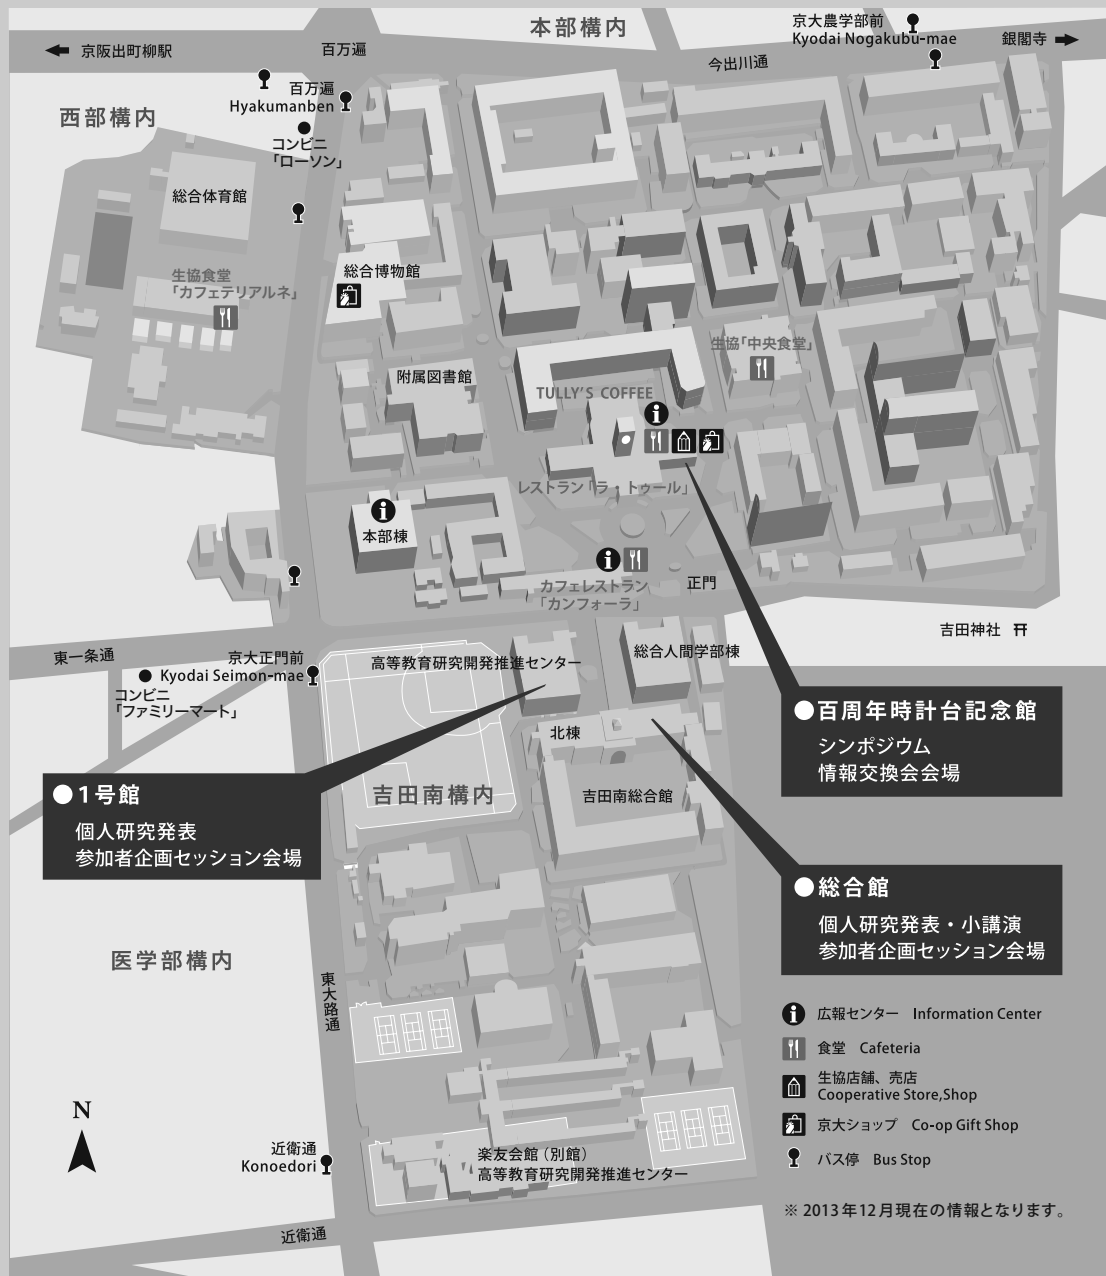 本部構内
京大農学部前
Kyodai Nogakubu-mae
京阪出町柳駅
百万遍
今出川通
銀閣寺
百万遍
Hyakumanben
西部構内
コンビニ
「ローソン」
総合体育館
生協食堂
「カフェテリアルネ」
総合博物館
附属図書館
生協「中央食堂」
TULLY'S COFFEE
レストラン「ラ・トゥール」
本部棟
カフェレストラン
「カンフォーラ」
正門
吉田神社
東一条通
京大正門前
Kyodai Seimon-mae
コンビニ
「ファミリーマート」
高等教育研究開発推進センター
総合人間学部棟
●百周年時計台記念館
シンポジウム
情報交換会会場
北棟
吉田南構内
吉田南総合館
●1号館
個人研究発表
参加者企画セッション会場
●総合館
個人研究発表・小講演
参加者企画セッション会場
医学部構内
東大路通
広報センター Information Center
食堂 Cafeteria
生協店舗、売店
Cooperative Store,Shop
京大ショップ Co-op Gift Shop
バス停 Bus Stop
N
近衛通
Konoedori
楽友会館（別館）
高等教育研究開発推進センター
近衛通
※ 2013年12月現在の情報となります。